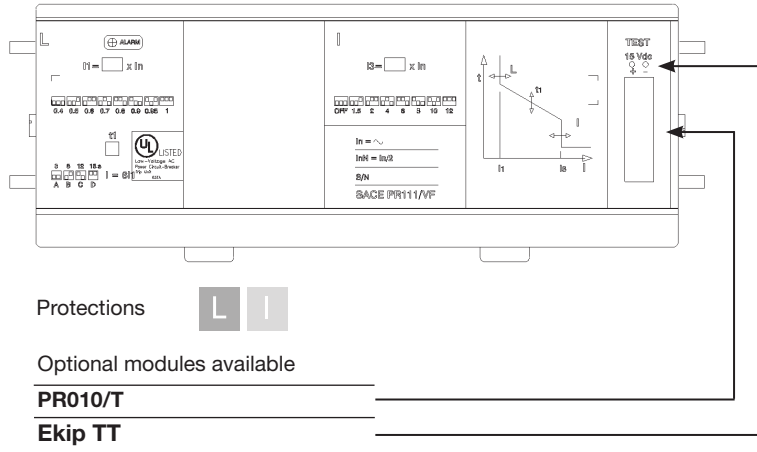 L
ALARM
I1 = x In
0.4 0.5 0.6 0.7 0.8 0.9 0.95 1
t1
3 6 12 18 s
A B C D
I = 6I1
UL LISTED
Low-Voltage AC
Power Circuit-Breaker
Trip Unit
I
I3= x In
OFF 1.5 2 4 6 8 10 12
In =
InN = In/2
S/N
SACE PR111/VF
t
L
t1
I
I1
I3
I
TEST
15 Vdc
+ -
Protections
L I
Optional modules available
PR010/T
Ekip TT